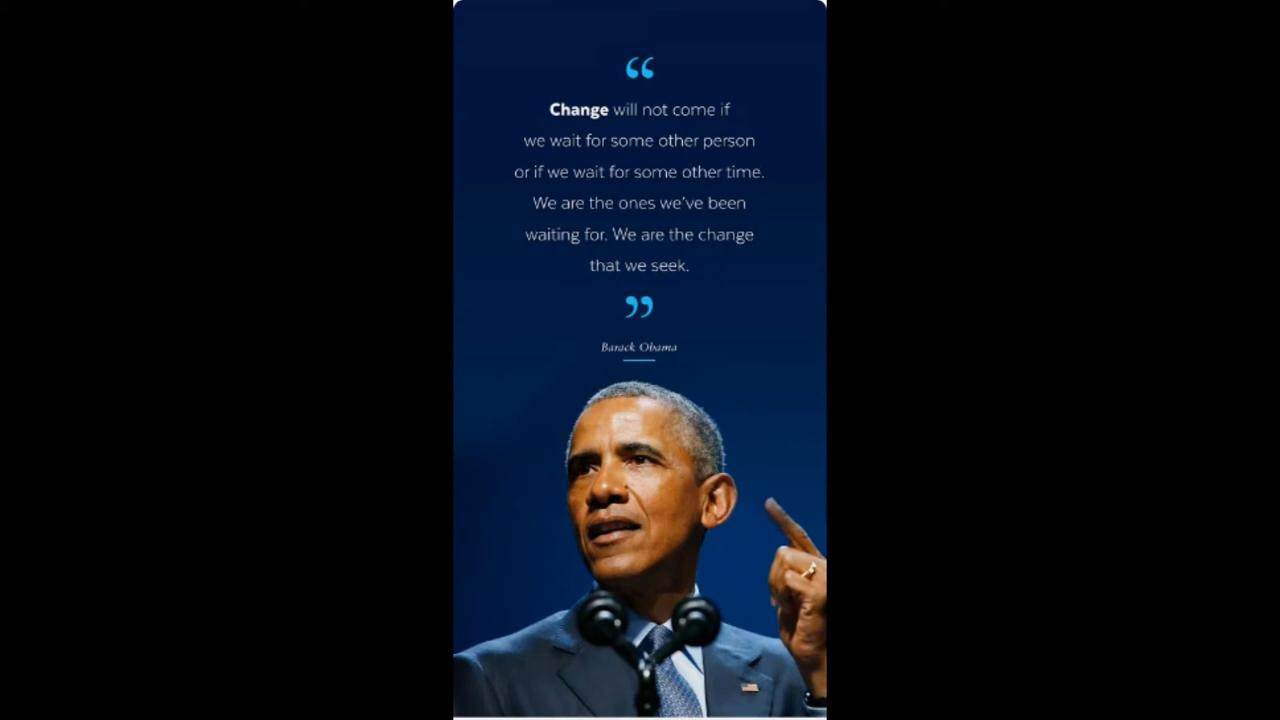 “
Change will not come if
we wait for some other person
or if we wait for some other time.
We are the ones we've been
waiting for. We are the change
that we seek.
”
Barack Obama